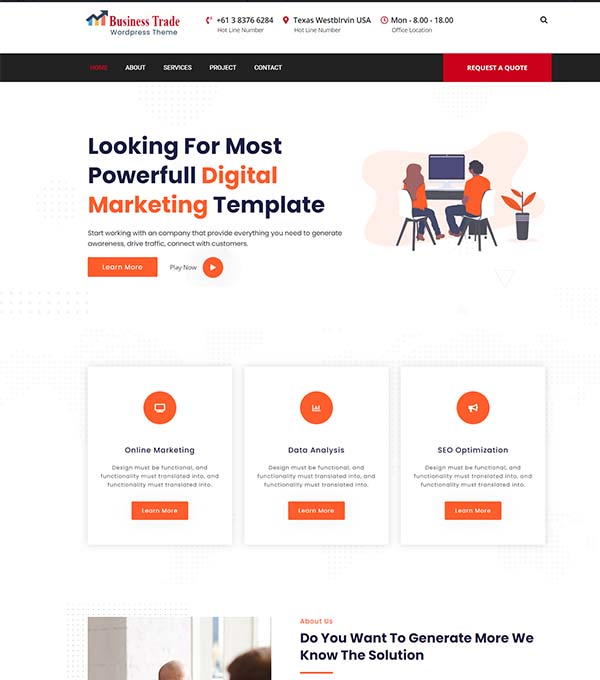 Business Trade
Wordpress Theme
+61 3 8376 6284
Hot Line Number
Texas WestbIrvin USA
Hot Line Number
Mon - 8.00 - 18.00
Office Location
HOME ABOUT SERVICES PROJECT CONTACT
REQUEST A QUOTE
Looking For Most
Powerfull Digital
Marketing Template
Start working with an company that provide everything you need to generate
awareness, drive traffic, connect with customers.
Learn More
Play Now
Online Marketing
Design must be functional, and
functionality must translated into, and
functionality must translated into.
Learn More
Data Analysis
Design must be functional, and
functionality must translated into, and
functionality must translated into.
Learn More
SEO Optimization
Design must be functional, and
functionality must translated into, and
functionality must translated into.
Learn More
About Us
Do You Want To Generate More We
Know The Solution